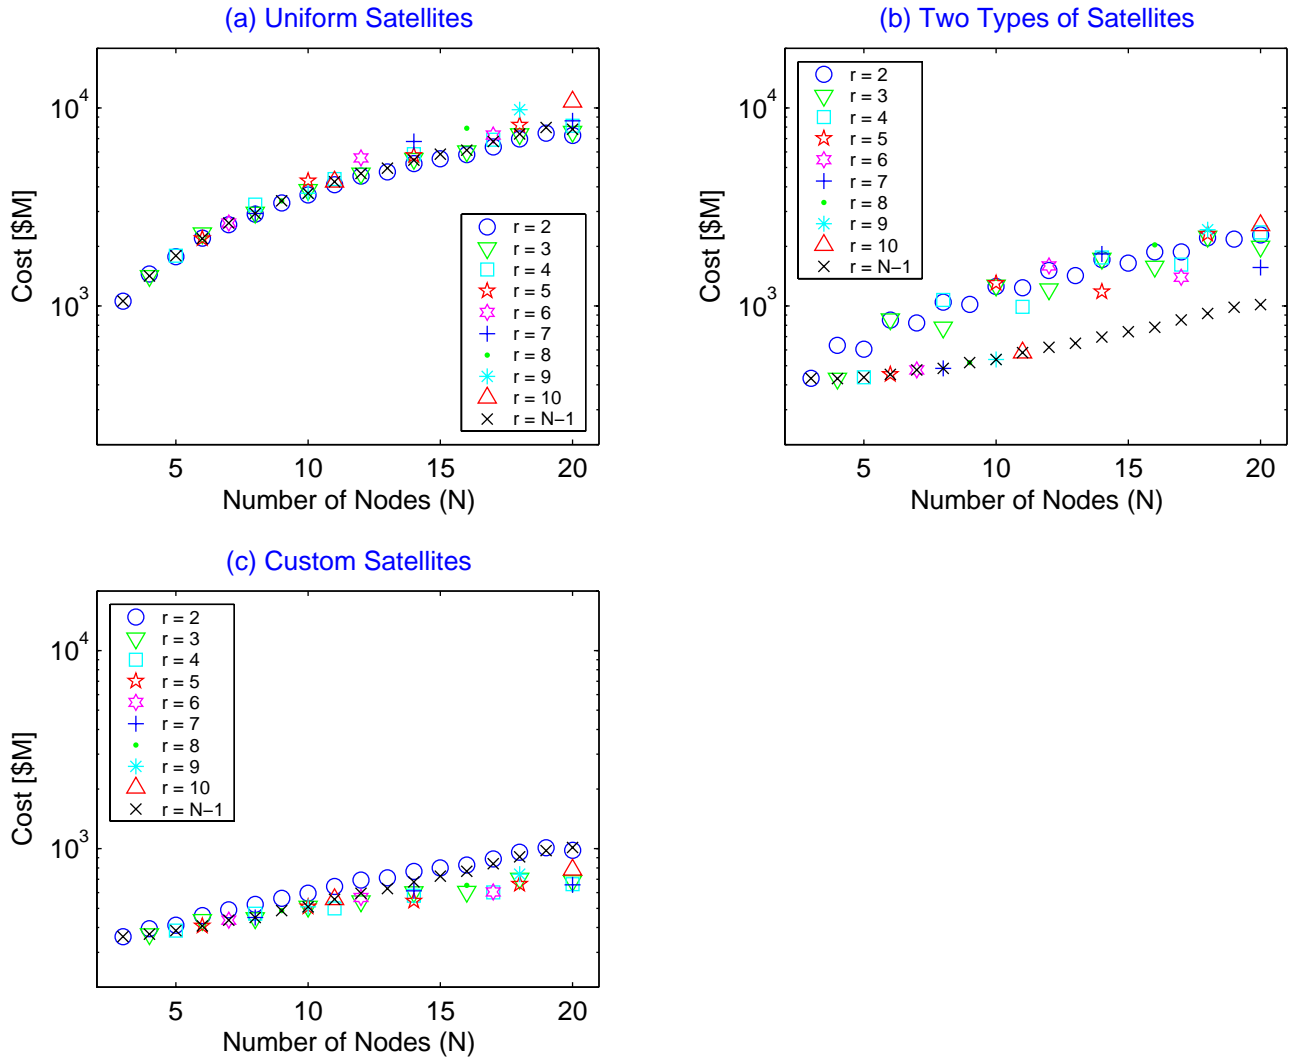 (a) Uniform Satellites
10^4
10^3
Cost [$M]
5 10 15 20
Number of Nodes (N)
r = 2
r = 3
r = 4
r = 5
r = 6
r = 7
r = 8
r = 9
r = 10
r = N−1
(b) Two Types of Satellites
10^4
10^3
Cost [$M]
5 10 15 20
Number of Nodes (N)
r = 2
r = 3
r = 4
r = 5
r = 6
r = 7
r = 8
r = 9
r = 10
r = N−1
(c) Custom Satellites
10^4
10^3
Cost [$M]
5 10 15 20
Number of Nodes (N)
r = 2
r = 3
r = 4
r = 5
r = 6
r = 7
r = 8
r = 9
r = 10
r = N−1